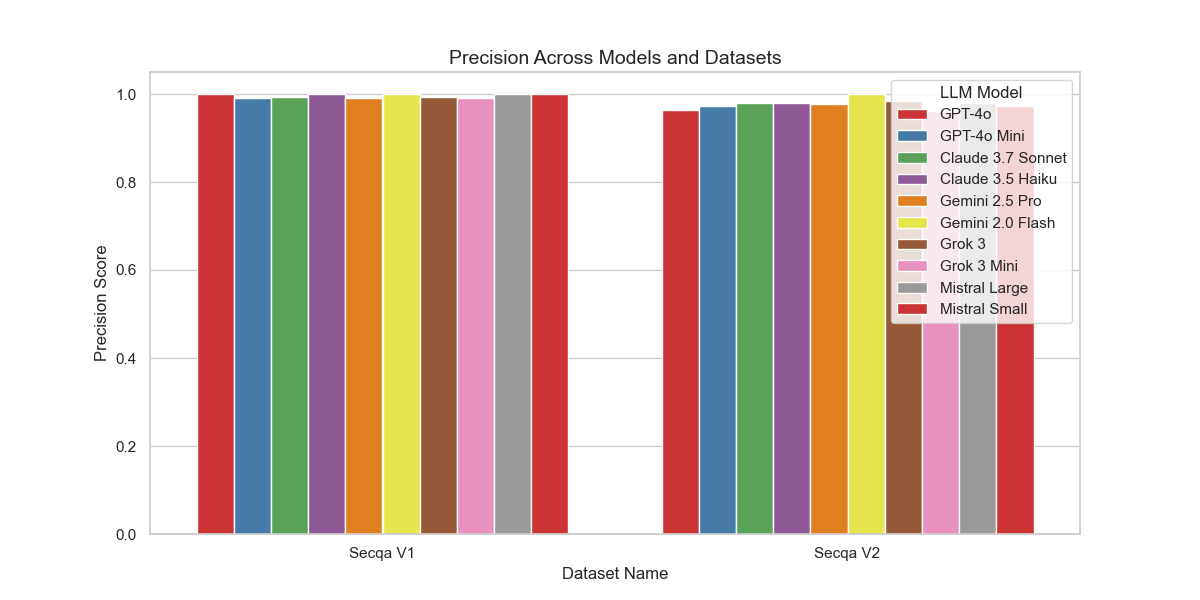 Precision Across Models and Datasets
Precision Score
1.0
0.8
0.6
0.4
0.2
0.0
LLM Model
GPT-4o
GPT-4o Mini
Claude 3.7 Sonnet
Claude 3.5 Haiku
Gemini 2.5 Pro
Gemini 2.0 Flash
Grok 3
Grok 3 Mini
Mistral Large
Mistral Small
Secqa V1
Secqa V2
Dataset Name